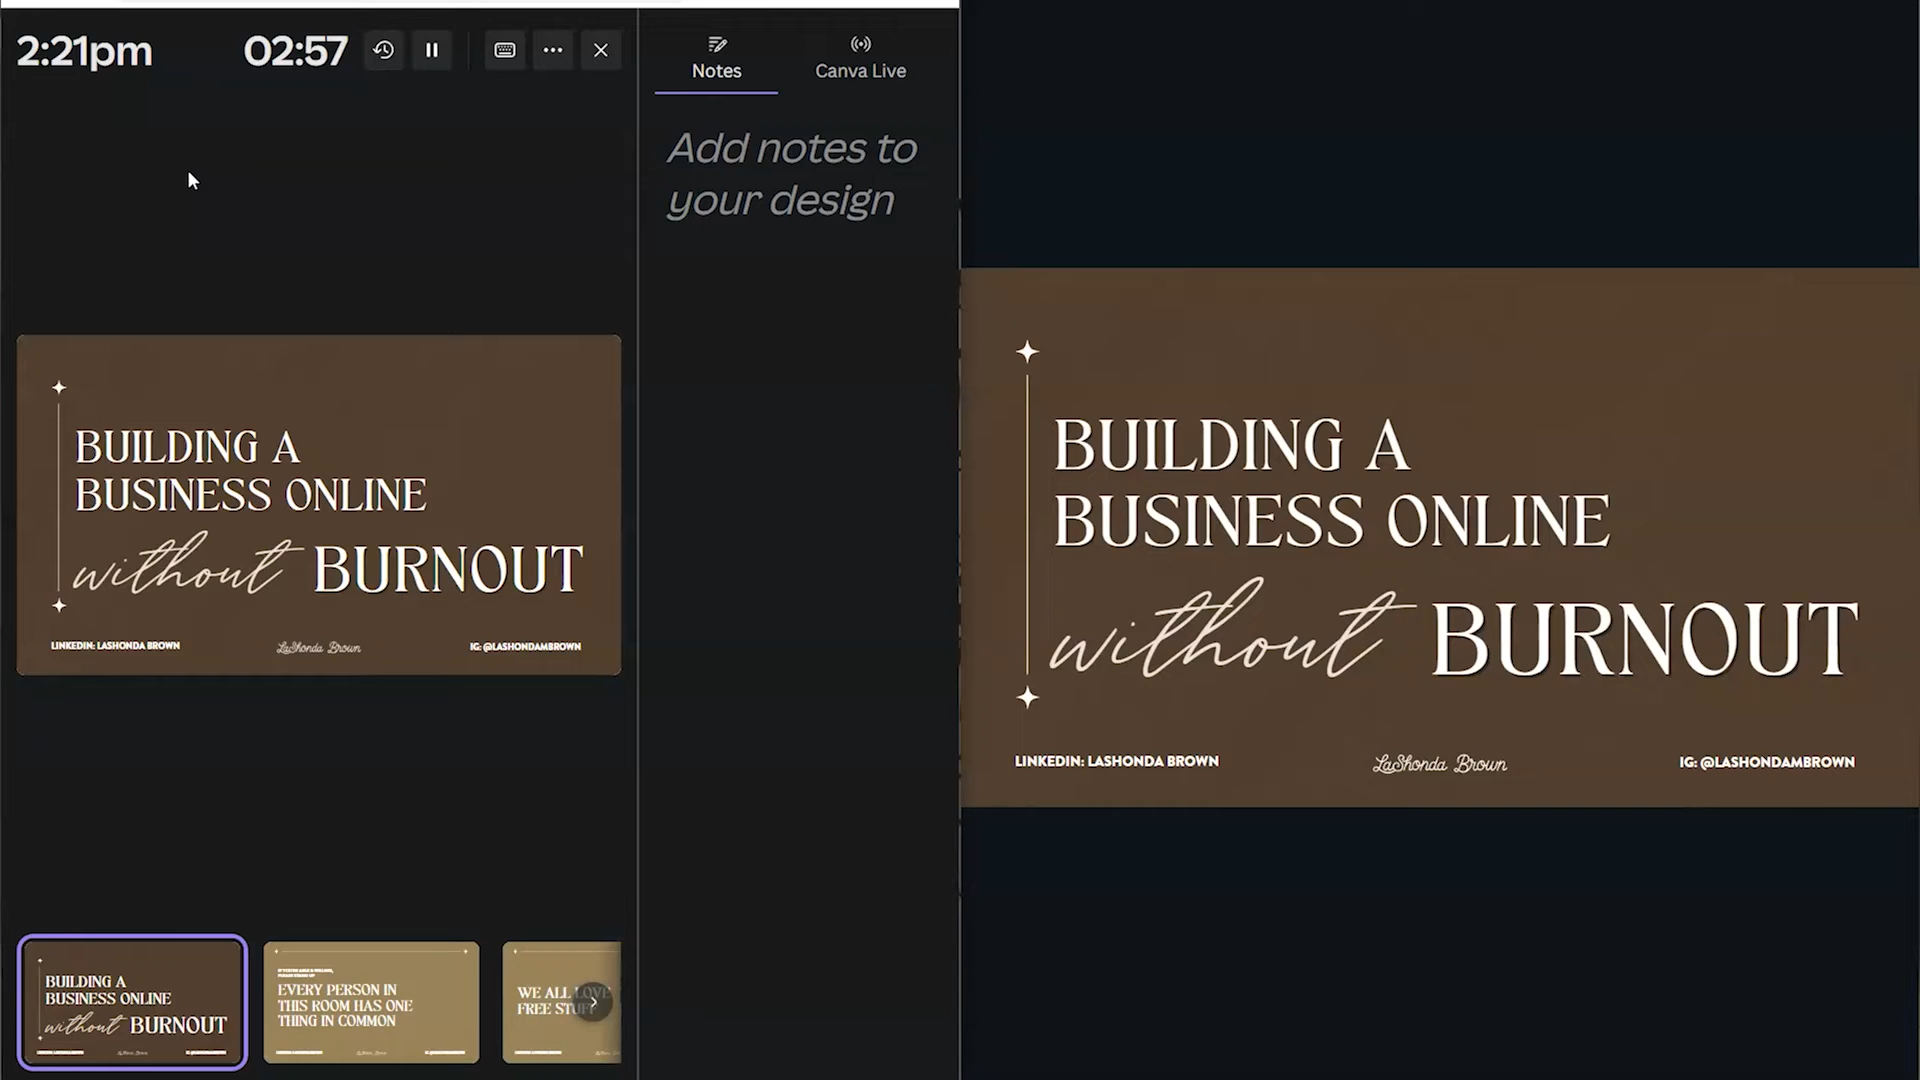 2:21pm
02:57
Notes
Canva Live
Add notes to
your design
BUILDING A
BUSINESS ONLINE
without BURNOUT
LINKEDIN: LASHONDA BROWN
LaShonda Brown
IG: @LASHONDAMBROWN
BUILDING A
BUSINESS ONLINE
without BURNOUT
LINKEDIN: LASHONDA BROWN
LaShonda Brown
IG: @LASHONDAMBROWN
BUILDING A
BUSINESS ONLINE
without BURNOUT
EVERY PERSON IN
THIS ROOM HAS ONE
THING IN COMMON
WE ALL LOVE
FREE STUFF